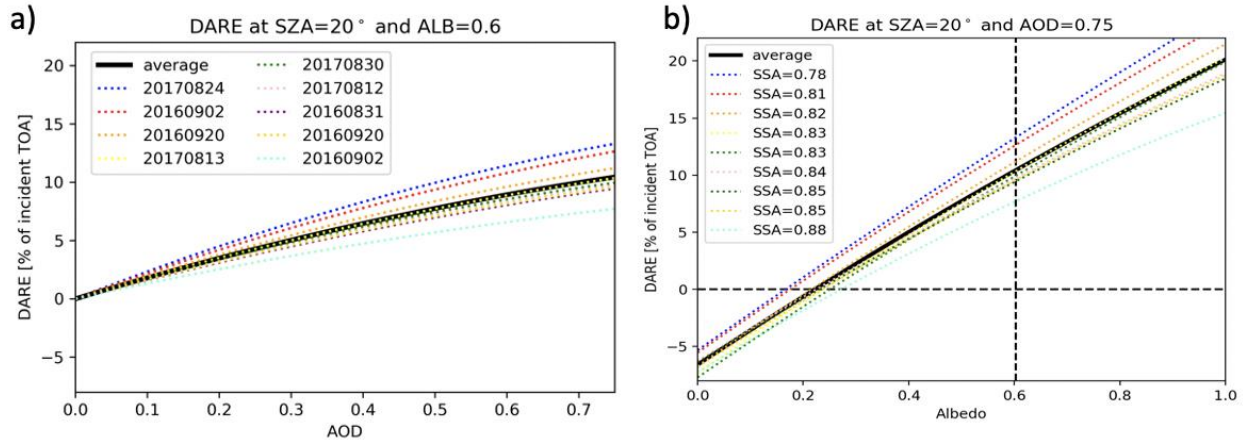 a)
DARE at SZA=20° and ALB=0.6
DARE [% of incident TOA]
20
15
10
5
0
−5
average
20170824
20160902
20160920
20170813
20170830
20170812
20160831
20160920
20160902
0.0 0.1 0.2 0.3 0.4 0.5 0.6 0.7
AOD
b)
DARE at SZA=20° and AOD=0.75
DARE [% of incident TOA]
20
15
10
5
0
−5
average
SSA=0.78
SSA=0.81
SSA=0.82
SSA=0.83
SSA=0.83
SSA=0.84
SSA=0.85
SSA=0.85
SSA=0.88
0.0 0.2 0.4 0.6 0.8 1.0
Albedo